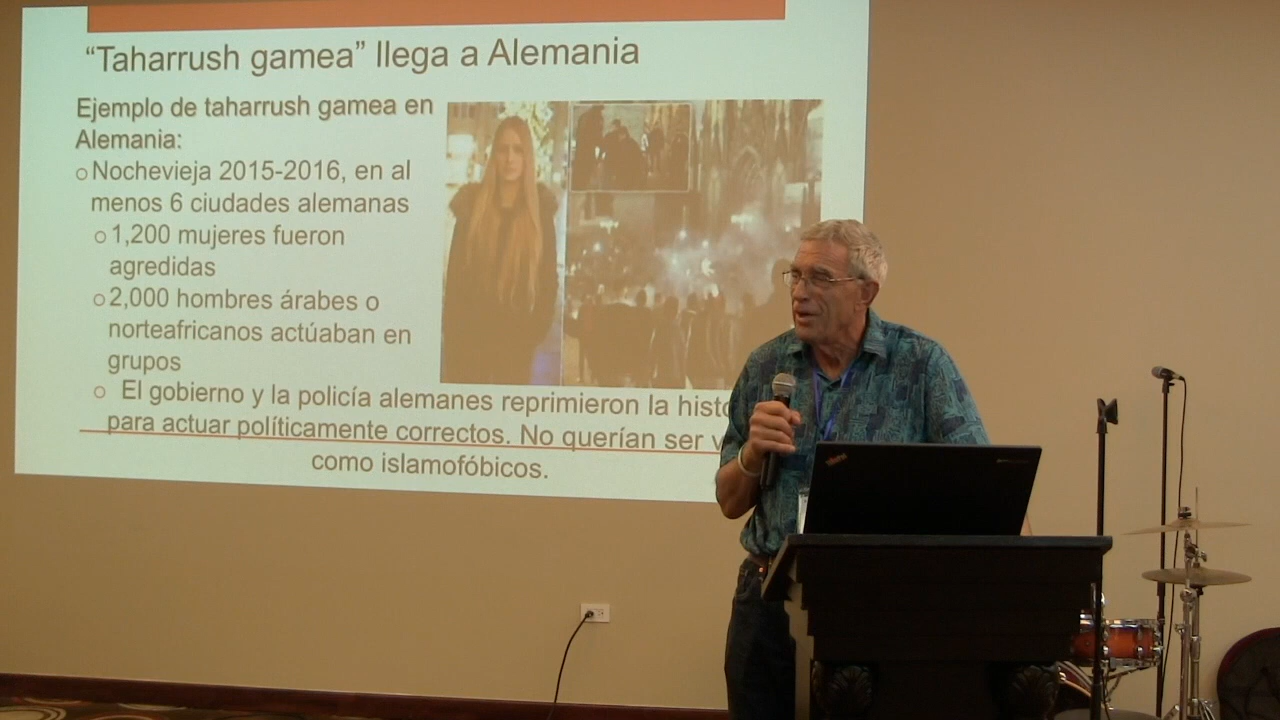 “Taharrush gamea” llega a Alemania
Ejemplo de taharrush gamea en
Alemania:
Nochevieja 2015-2016, en al
menos 6 ciudades alemanas
1,200 mujeres fueron
agredidas
2,000 hombres árabes o
norteafricanos actúaban en
grupos
El gobierno y la policía alemanes reprimieron la
para actuar políticamente correctos. No querían ser
como islamofóbicos.